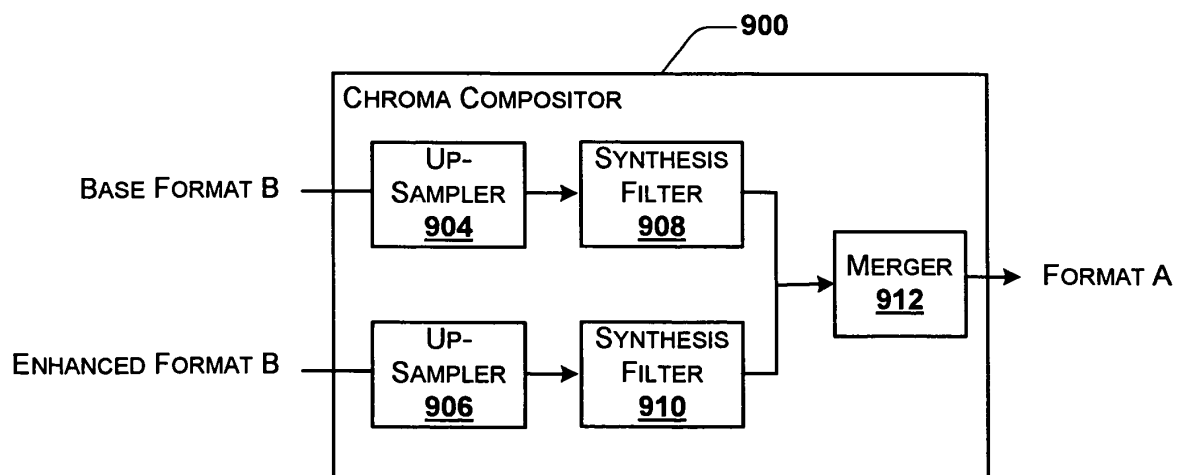 900
CHROMA COMPOSITOR
BASE FORMAT B
UP-
SAMPLER
904
SYNTHESIS
FILTER
908
MERGER
912
FORMAT A
ENHANCED FORMAT B
UP-
SAMPLER
906
SYNTHESIS
FILTER
910